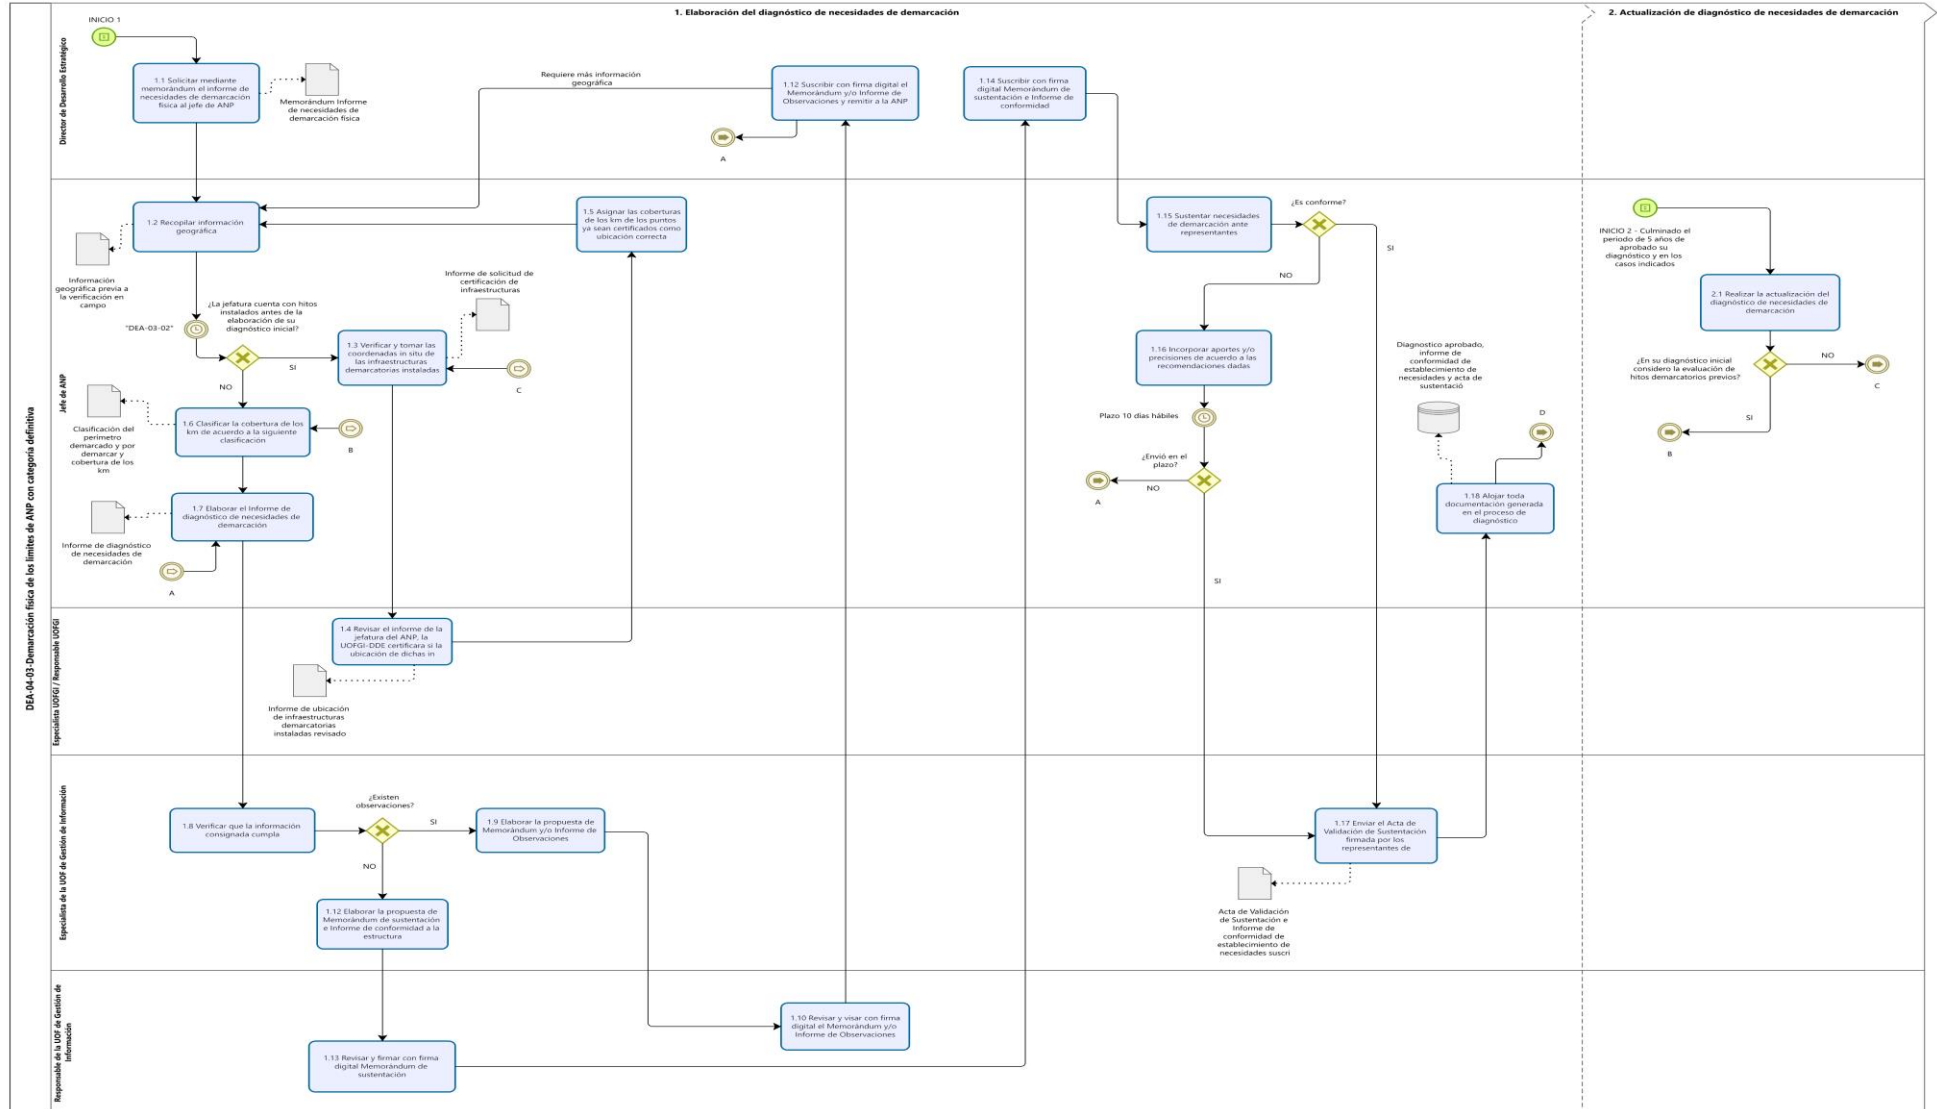 1. Elaboración del diagnóstico de necesidades de demarcación
2. Actualización de diagnóstico de necesidades de demarcación
DEA-04-03-Demarcación física de los límites de ANP con categoría definitiva
Director de Desarrollo Estratégico
INICIO 1
1.1 Solicitar mediante
memorándum el informe de
necesidades de demarcación
física al jefe de ANP
Memorándum Informe
de necesidades de
demarcación física
Requiere más información
geográfica
1.12 Suscribir con firma digital el
Memorándum y/o Informe de
Observaciones y remitir a la ANP
A
1.14 Suscribir con firma
digital Memorándum de
sustentación e Informe de
conformidad
Jefe de ANP
1.2 Recopilar información
geográfica
Información
geográfica previa a
la verificación en
campo
1.5 Asignar las coberturas
de los km de los puntos
ya sean certificados como
ubicación correcta
"DEA-03-02"
¿La jefatura cuenta con hitos
instalados antes de la
elaboración de su
diagnóstico inicial?
SI
NO
Informe de solicitud de
certificación de
infraestructuras
1.3 Verificar y tomar las
coordenadas in situ de
las infraestructuras
demarcatorias instaladas
C
1.6 Clasificar la cobertura de los
km de acuerdo a la siguiente
clasificación
B
Clasificación del
perímetro
demarcado y por
demarcar y
cobertura de los
km
1.7 Elaborar el Informe de
diagnóstico de necesidades de
demarcación
Informe de diagnóstico
de necesidades de
demarcación
A
1.15 Sustentar necesidades
de demarcación ante
representantes
¿Es conforme?
SI
NO
1.16 Incorporar aportes y/o
precisiones de acuerdo a las
recomendaciones dadas
Plazo 10 días hábiles
¿Envió en el
plazo?
NO
A
SI
Diagnostico aprobado,
informe de
conformidad de
establecimiento de
necesidades y acta de
sustentació
D
1.18 Alojar toda
documentación generada
en el proceso de
diagnóstico
INICIO 2 - Culminado el
periodo de 5 años de
aprobado su
diagnóstico y en los
casos indicados
2.1 Realizar la actualización del
diagnóstico de necesidades de
demarcación
¿En su diagnóstico inicial
considero la evaluación de
hitos demarcatorios previos?
NO
C
SI
B
Especialista UOFGI / Responsable UOFGI
1.4 Revisar el informe de la
jefatura del ANP, la
UOFGI-DDE certificara si la
ubicación de dichas in
Informe de ubicación
de infraestructuras
demarcatorias
instaladas revisado
Especialista de la UOF de Gestión de Información
1.8 Verificar que la información
consignada cumpla
¿Existen
observaciones?
SI
NO
1.9 Elaborar la propuesta de
Memorándum y/o Informe de
Observaciones
1.12 Elaborar la propuesta de
Memorándum de sustentación
e Informe de conformidad a la
estructura
1.17 Enviar el Acta de
Validación de Sustentación
firmada por los
representantes de
Acta de Validación
de Sustentación e
Informe de
conformidad de
establecimiento de
necesidades suscri
Responsable de la UOF de Gestión de
Información
1.10 Revisar y visar con firma
digital el Memorándum y/o
Informe de Observaciones
1.13 Revisar y firmar con firma
digital Memorándum de
sustentación